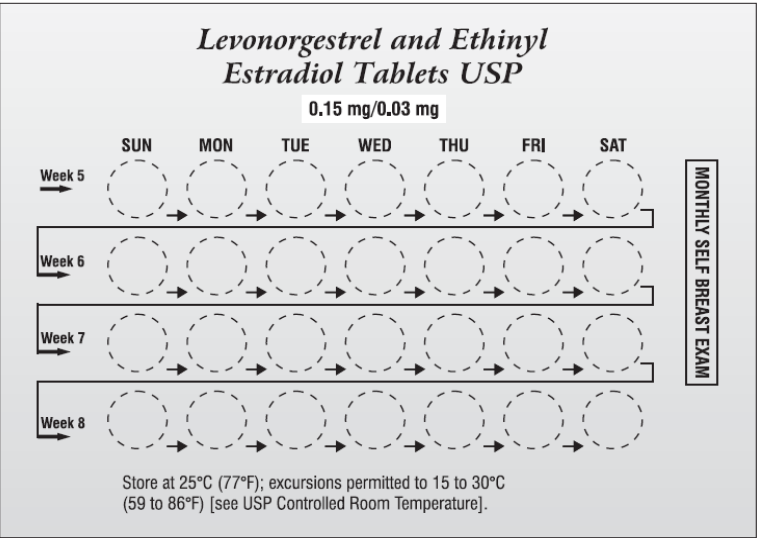 Levonorgestrel and Ethinyl
Estradiol Tablets USP
0.15 mg/0.03 mg
SUN MON TUE WED THU FRI SAT
Week 5
Week 6
Week 7
Week 8
MONTHLY SELF BREAST EXAM
Store at 25°C (77°F); excursions permitted to 15 to 30°C
(59 to 86°F) [see USP Controlled Room Temperature].